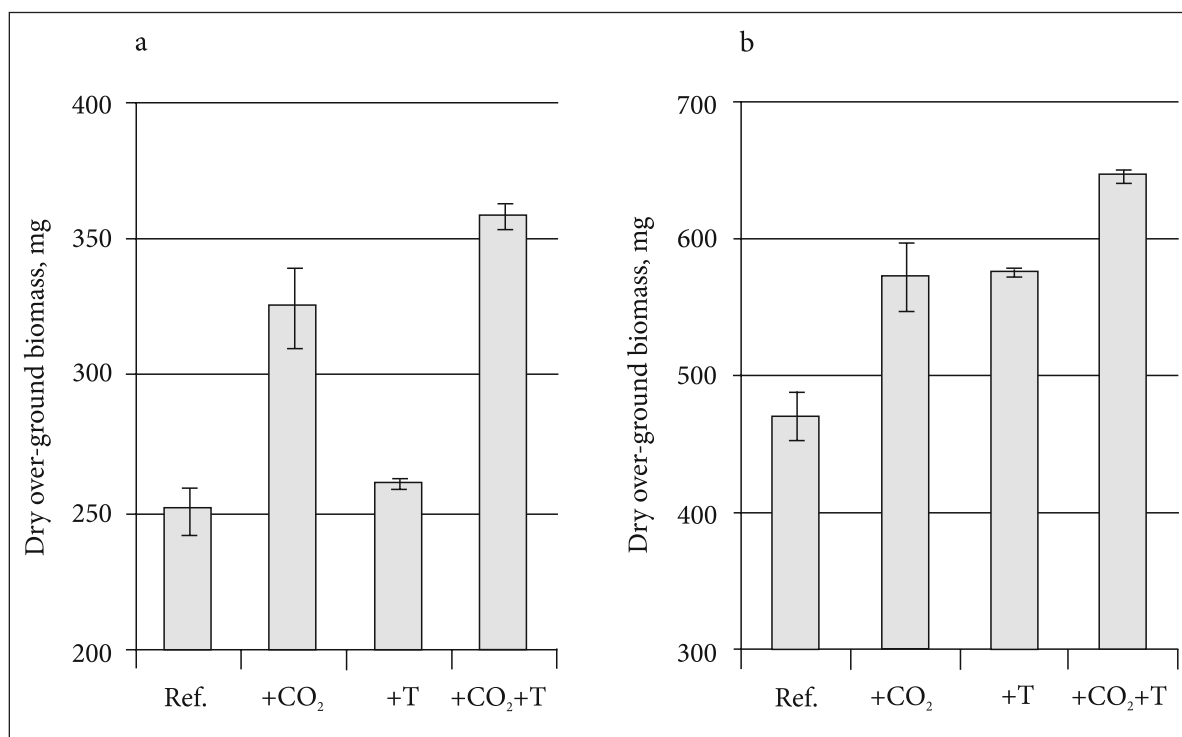 a
400
350
300
250
200
Dry over-ground biomass, mg
Ref. +CO₂ +T +CO₂+T
b
700
600
500
400
300
Dry over-ground biomass, mg
Ref. +CO₂ +T +CO₂+T